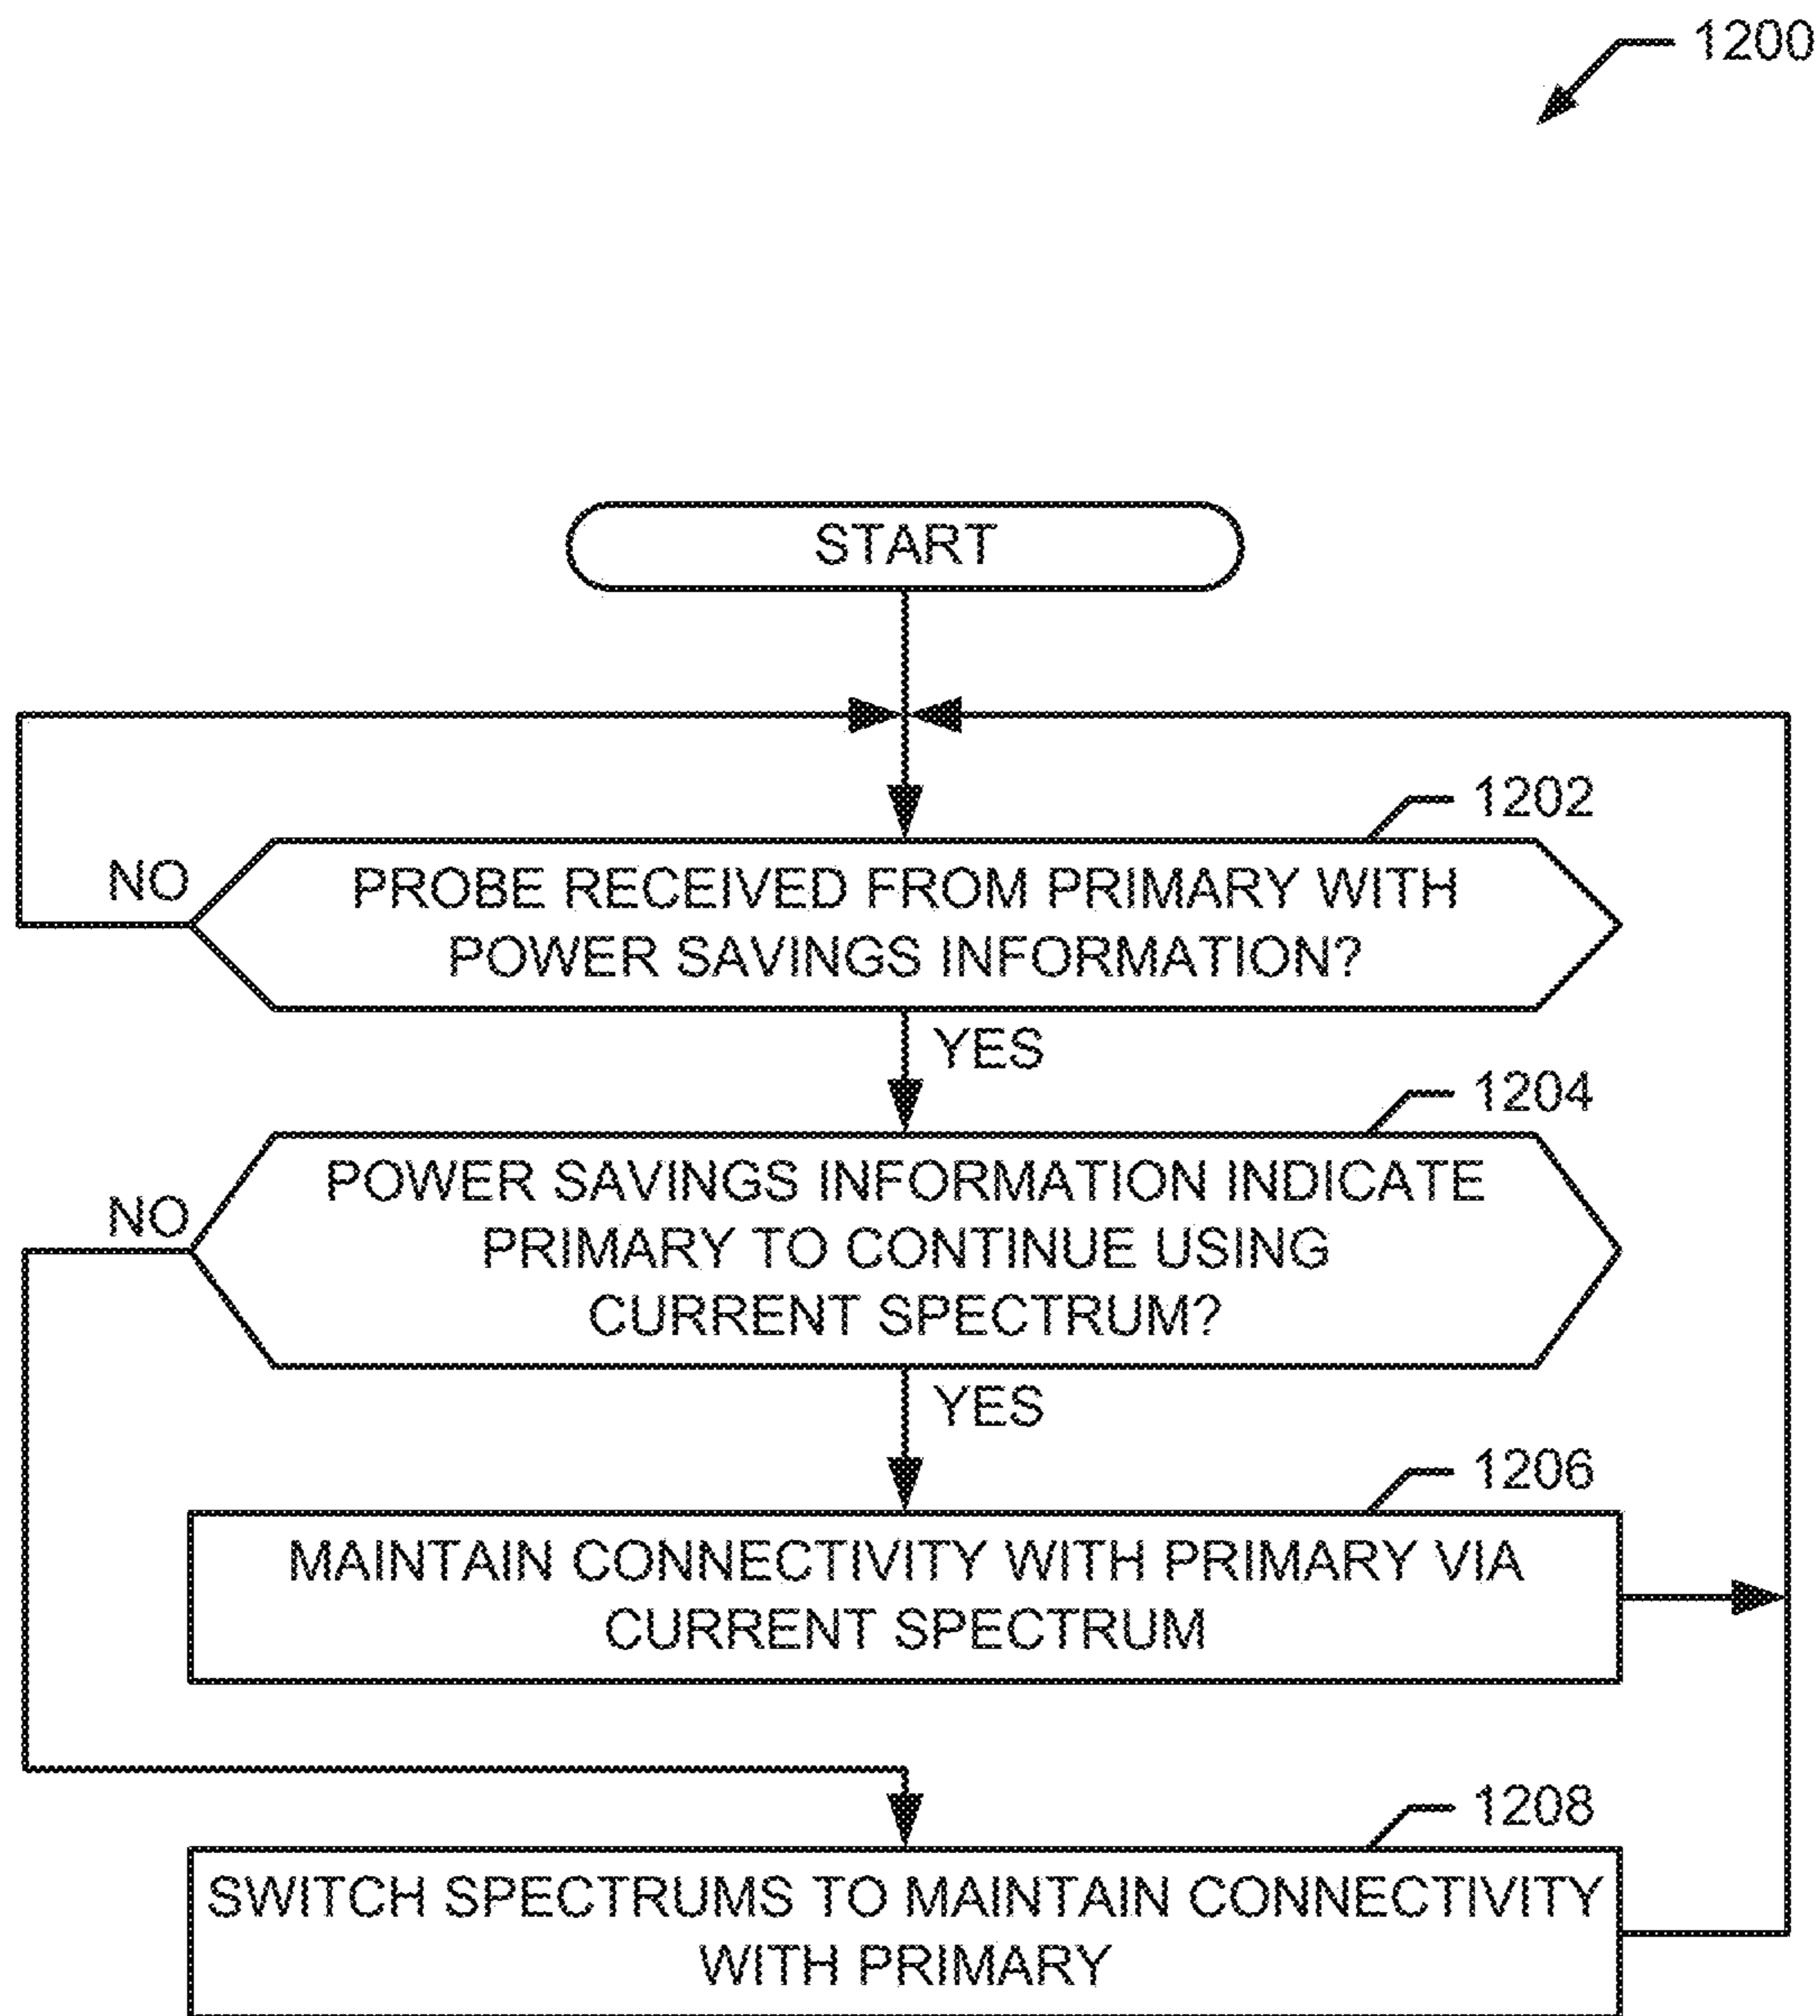 1200
START
1202
NO
PROBE RECEIVED FROM PRIMARY WITH
POWER SAVINGS INFORMATION?
YES
1204
NO
POWER SAVINGS INFORMATION INDICATE
PRIMARY TO CONTINUE USING
CURRENT SPECTRUM?
YES
1206
MAINTAIN CONNECTIVITY WITH PRIMARY VIA
CURRENT SPECTRUM
1208
SWITCH SPECTRUMS TO MAINTAIN CONNECTIVITY
WITH PRIMARY